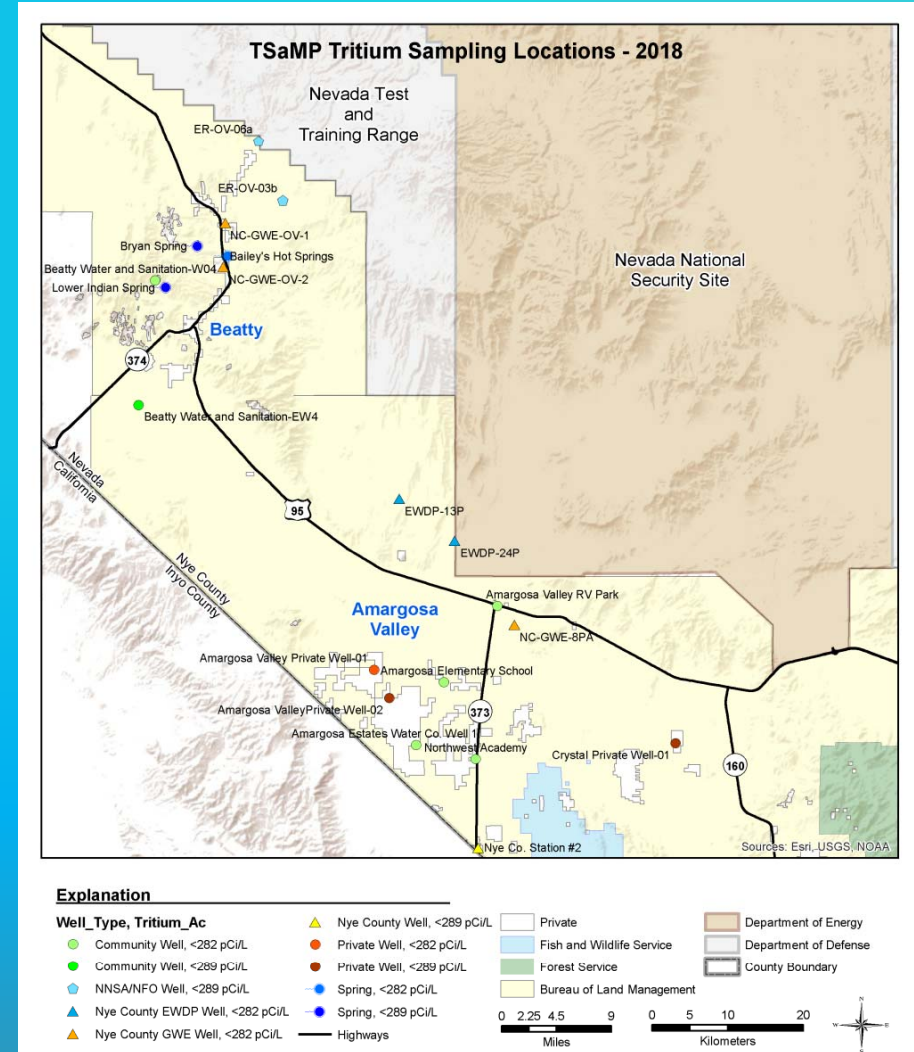 TSaMP Tritium Sampling Locations - 2018
Nevada Test
and
Training Range
ER-OV-06a
ER-OV-03b
NC-GWE-OV-1
Bryan Spring
Bailey's Hot Springs
Beatty Water and Sanitation-W04
NC-GWE-OV-2
Lower Indian Spring
Nevada National
Security Site
Beatty
374
Beatty Water and Sanitation-EW4
Nevada
California
95
EWDP-13P
EWDP-24P
Nye County
Inyo County
Amargosa Valley RV Park
Amargosa
Valley
NC-GWE-8PA
Amargosa Valley Private Well-01
Amargosa Elementary School
Amargosa ValleyPrivate Well-02
373
Amargosa Estates Water Co. Well 1
Northwest Academy
Crystal Private Well-01
160
Nye Co. Station #2
Sources: Esri, USGS, NOAA
Explanation
Well_Type, Tritium_Ac
Community Well, <282 pCi/L
Community Well, <289 pCi/L
NNSA/NFO Well, <289 pCi/L
Nye County EWDP Well, <282 pCi/L
Nye County GWE Well, <282 pCi/L
Nye County Well, <289 pCi/L
Private Well, <282 pCi/L
Private Well, <289 pCi/L
Spring, <282 pCi/L
Spring, <289 pCi/L
Highways
Private
Fish and Wildlife Service
Forest Service
Bureau of Land Management
Department of Energy
Department of Defense
County Boundary
0 2.25 4.5 9
Miles
0 5 10 20
Kilometers
N
W E
S